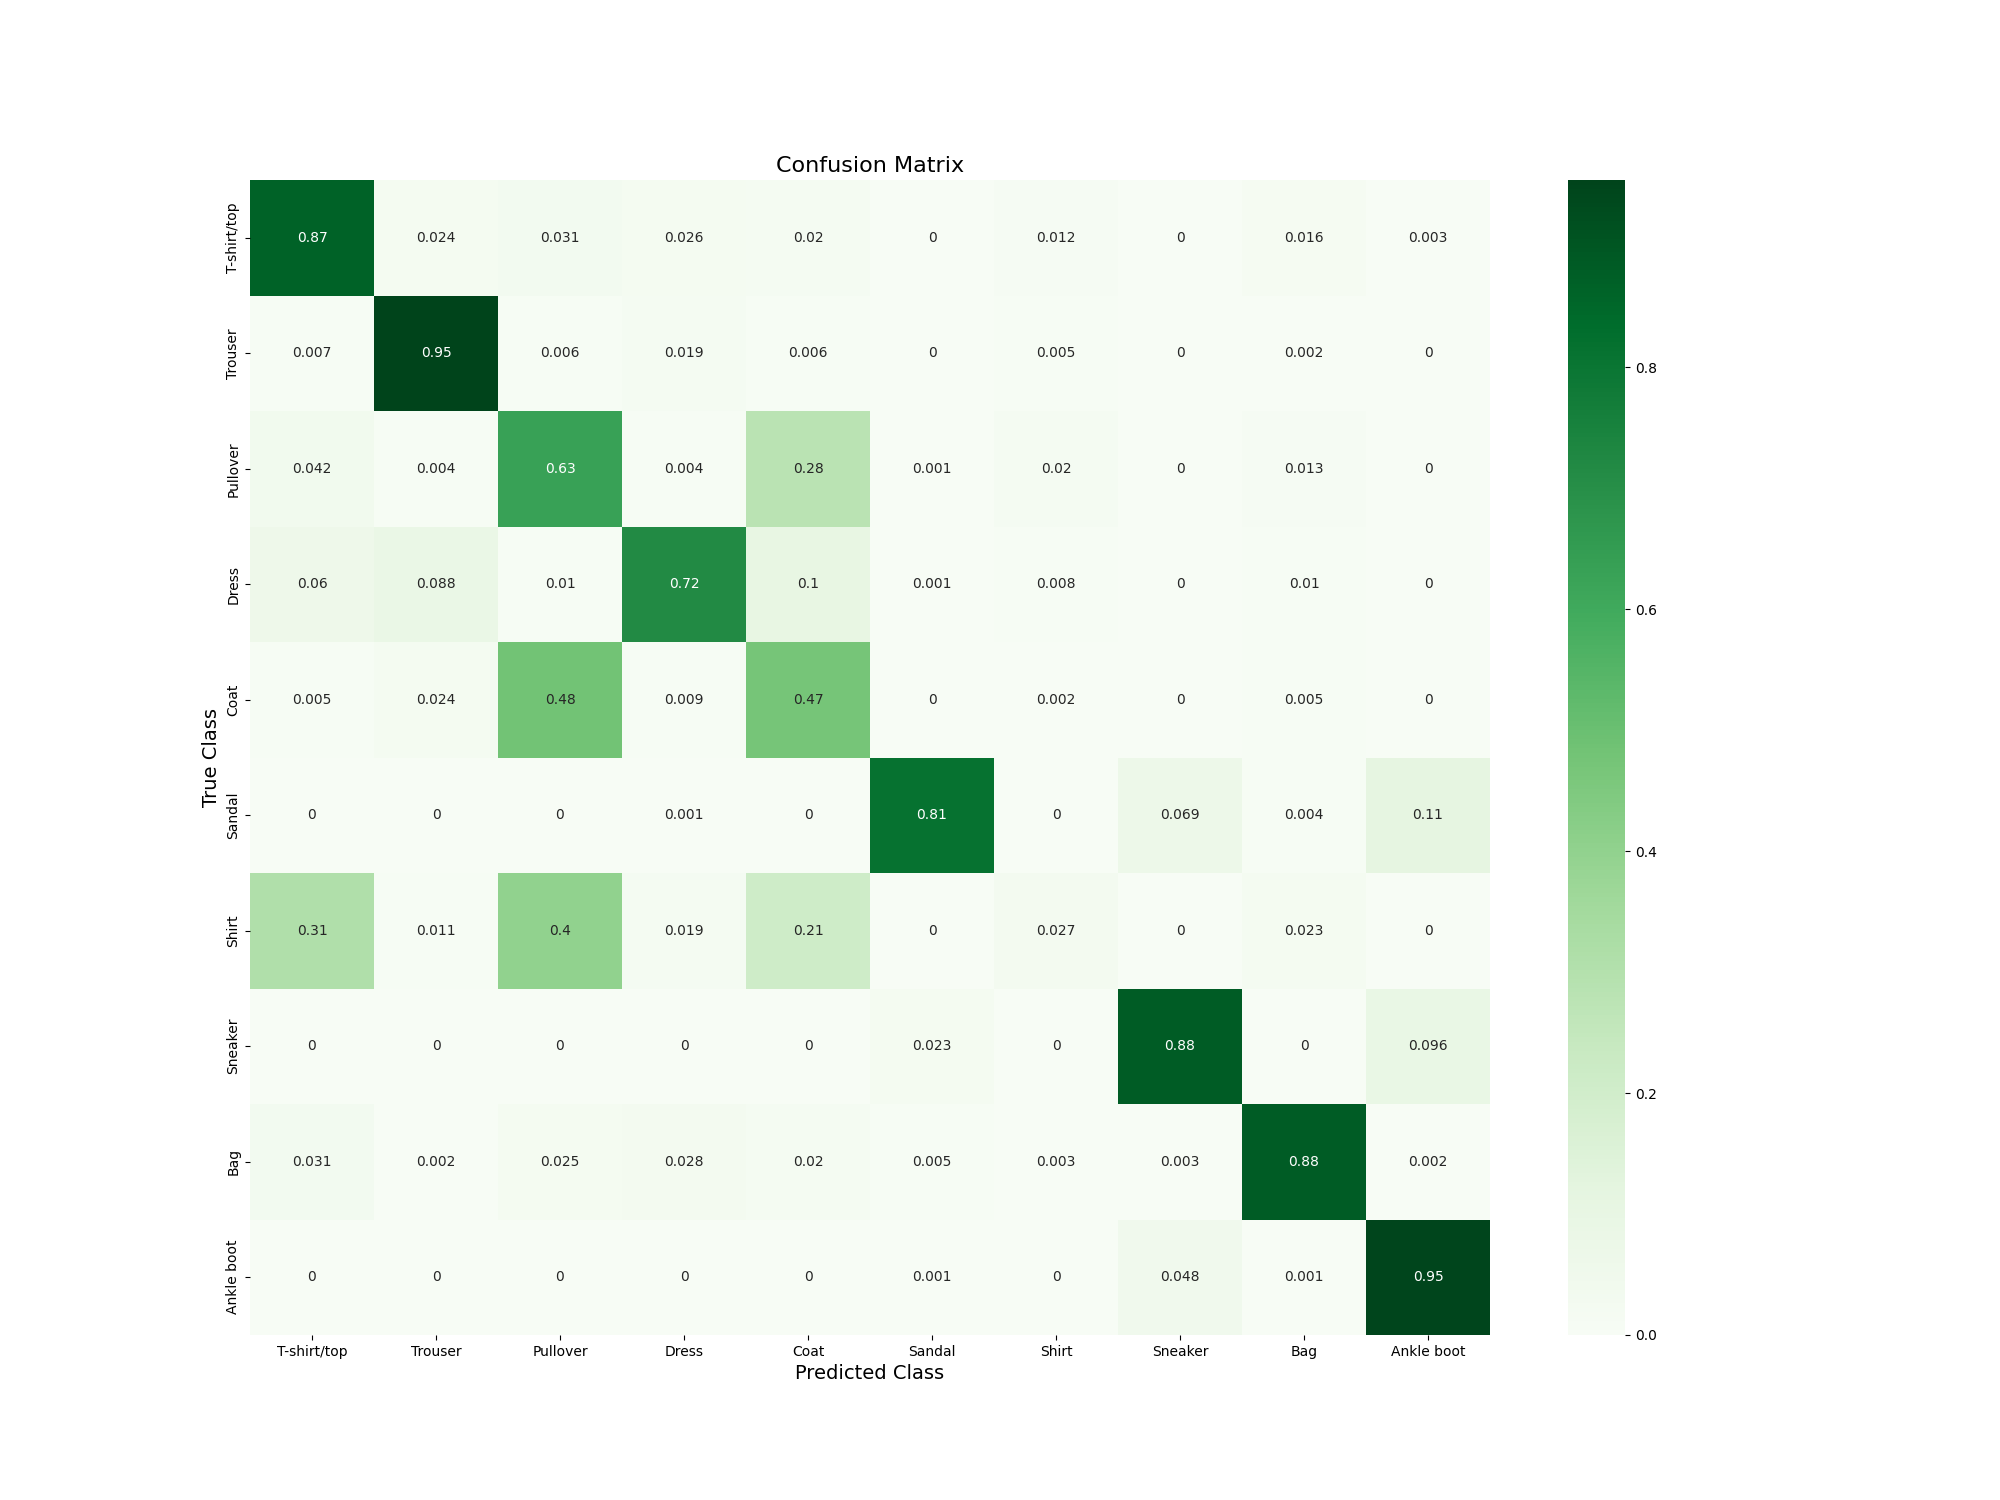 Confusion Matrix
T-shirt/top 0.87 0.024 0.031 0.026 0.02 0 0.012 0 0.016 0.003
Trouser 0.007 0.95 0.006 0.019 0.006 0 0.005 0 0.002 0
Pullover 0.042 0.004 0.63 0.004 0.28 0.001 0.02 0 0.013 0
Dress 0.06 0.088 0.01 0.72 0.1 0.001 0.008 0 0.01 0
Coat 0.005 0.024 0.48 0.009 0.47 0 0.002 0 0.005 0
Sandal 0 0 0 0.001 0 0.81 0 0.069 0.004 0.11
Shirt 0.31 0.011 0.4 0.019 0.21 0 0.027 0 0.023 0
Sneaker 0 0 0 0 0 0.023 0 0.88 0 0.096
Bag 0.031 0.002 0.025 0.028 0.02 0.005 0.003 0.003 0.88 0.002
Ankle boot 0 0 0 0 0 0.001 0 0.048 0.001 0.95
T-shirt/top Trouser Pullover Dress Coat Sandal Shirt Sneaker Bag Ankle boot
Predicted Class
True Class
0.8
0.6
0.4
0.2
0.0